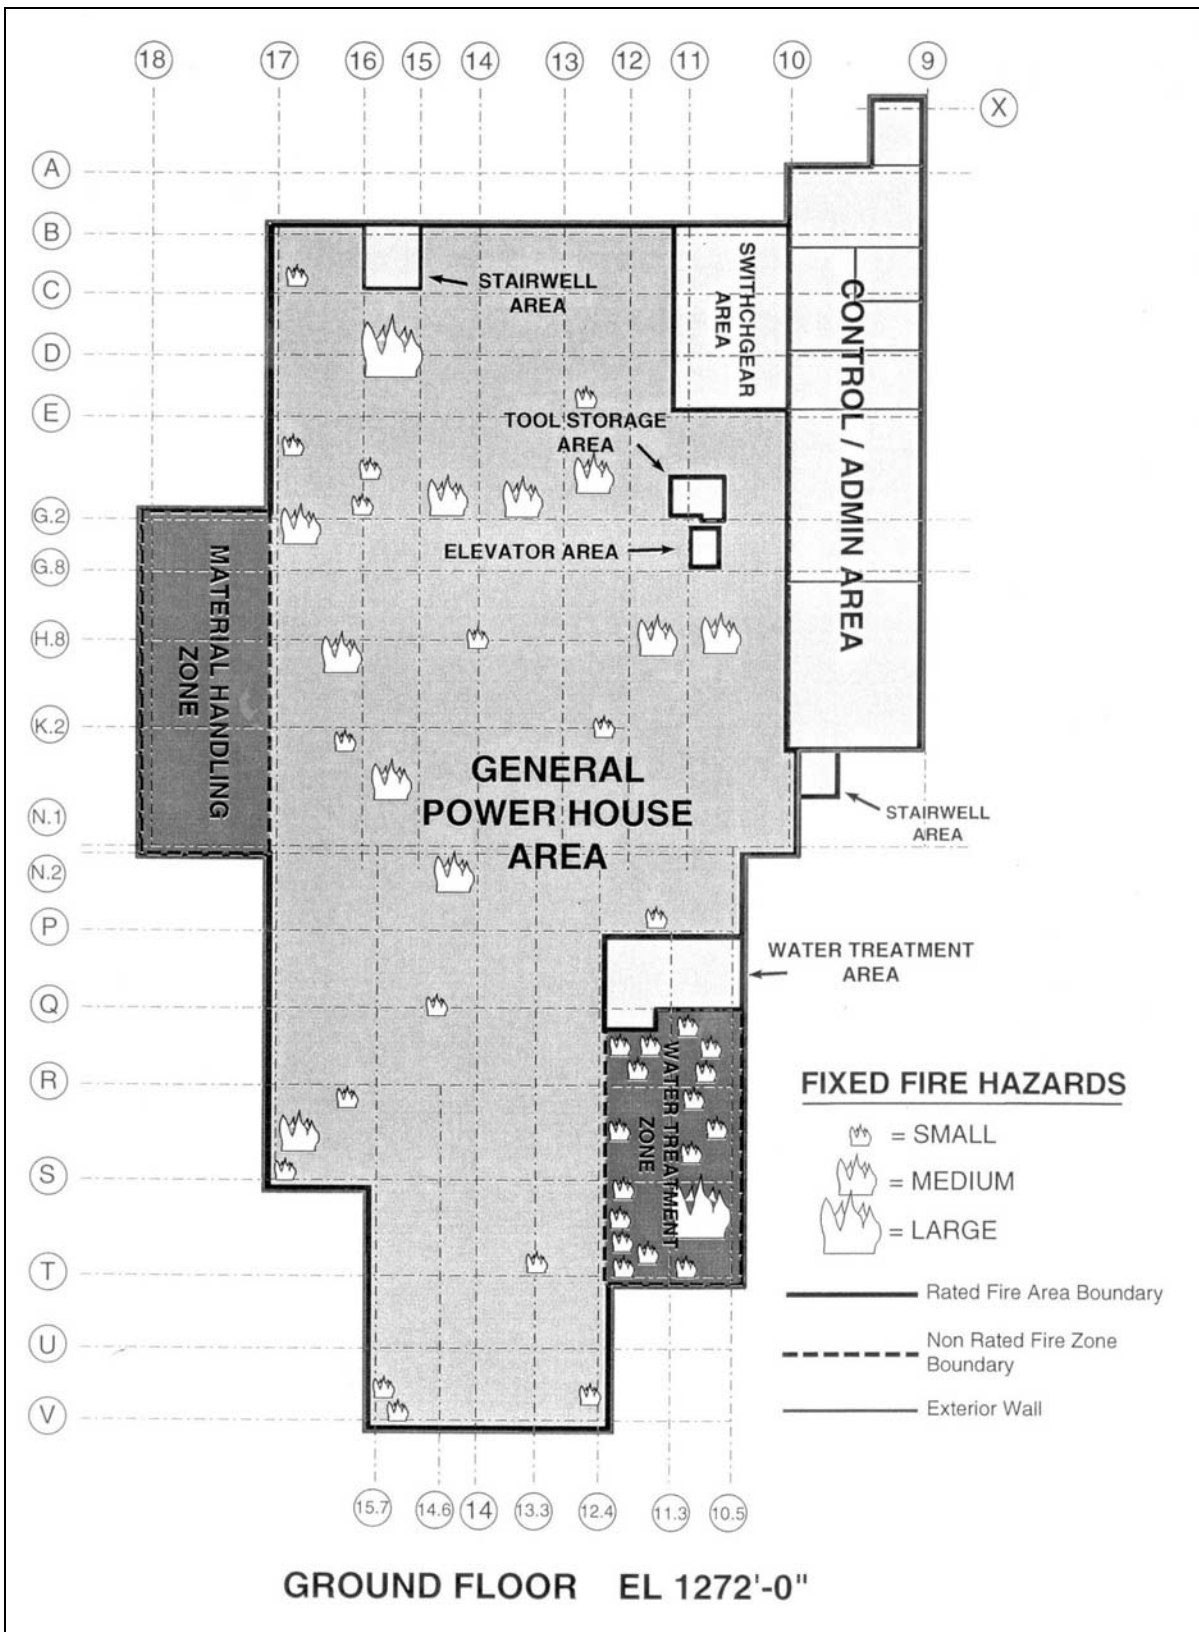 18 17 16 15 14 13 12 11 10 9
X
A
B
C
D
E
G.2
G.8
H.8
K.2
N.1
N.2
P
Q
R
S
T
U
V
STAIRWELL
AREA
SWITHCHGEAR
AREA
CONTROL / ADMIN AREA
TOOL STORAGE
AREA
ELEVATOR AREA
MATERIAL HANDLING
ZONE
GENERAL
POWER HOUSE
AREA
STAIRWELL
AREA
WATER TREATMENT
AREA
WATER TREATMENT
ZONE
FIXED FIRE HAZARDS
= SMALL
= MEDIUM
= LARGE
Rated Fire Area Boundary
Non Rated Fire Zone
Boundary
Exterior Wall
15.7 14.6 14 13.3 12.4 11.3 10.5
GROUND FLOOR EL 1272'-0"